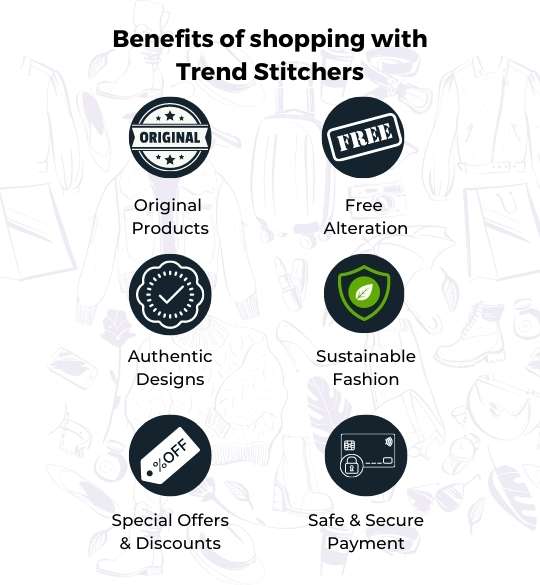 Benefits of shopping with
Trend Stitchers
ORIGINAL
FREE
Original
Products
Free
Alteration
Authentic
Designs
Sustainable
Fashion
%OFF
Special Offers
& Discounts
Safe & Secure
Payment